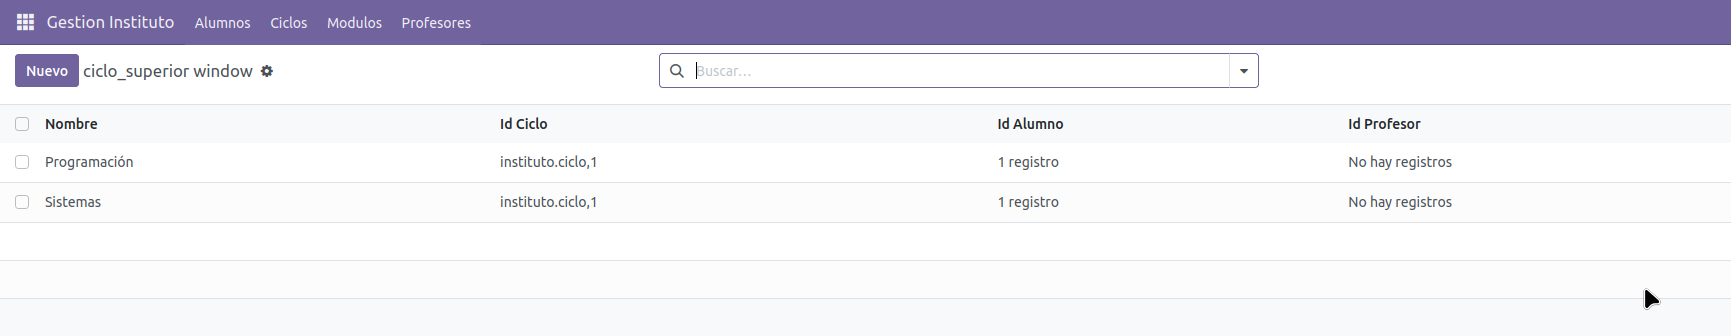 Gestion Instituto Alumnos Ciclos Modulos Profesores
Nuevo ciclo_superior window Buscar...
Nombre Id Ciclo Id Alumno Id Profesor
Programación instituto.ciclo,1 1 registro No hay registros
Sistemas instituto.ciclo,1 1 registro No hay registros